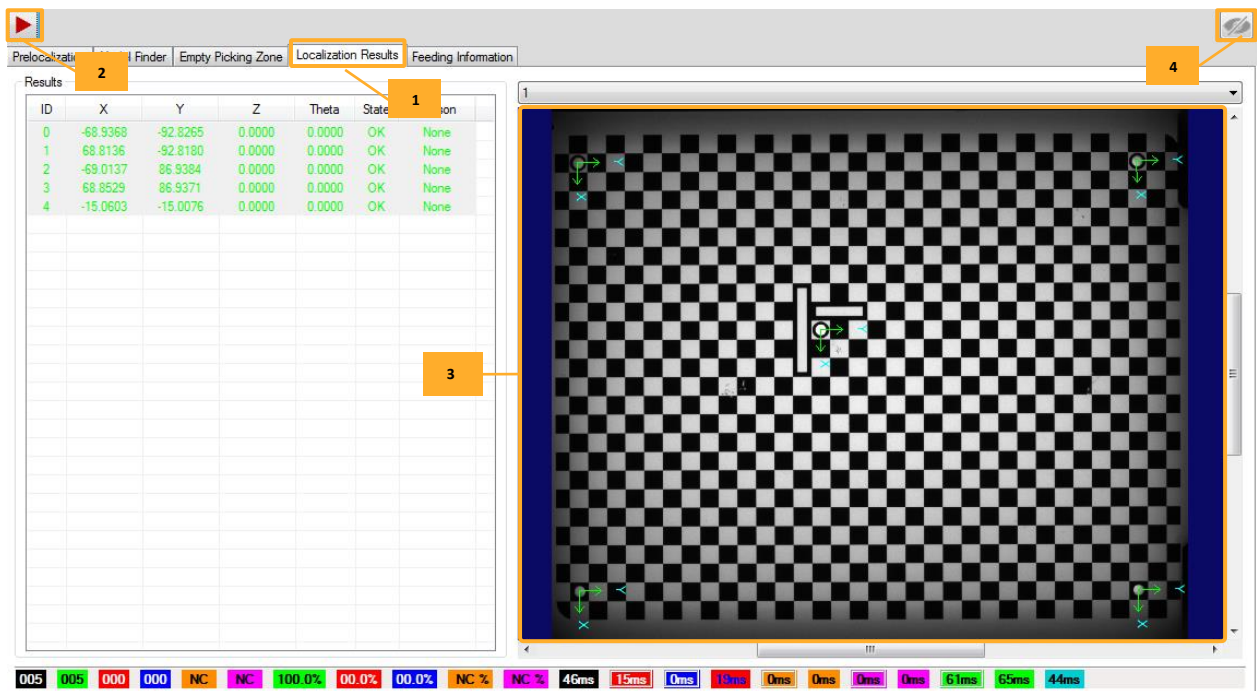 2
4
Prelocalization Model Finder Empty Picking Zone Localization Results Feeding Information
1
3
Results
ID X Y Z Theta State
0 -68.9368 -92.8265 0.0000 0.0000 OK None
1 68.8136 -92.8180 0.0000 0.0000 OK None
2 -69.0137 86.9384 0.0000 0.0000 OK None
3 68.8529 86.9371 0.0000 0.0000 OK None
4 -15.0603 -15.0076 0.0000 0.0000 OK None
1
Y Y
X X
Y
X
Y Y
X X
005 005 000 000 NC NC 100.0% 00.0% 00.0% NC % NC % 46ms 15ms 0ms 19ms 0ms 0ms 0ms 0ms 61ms 65ms 44ms